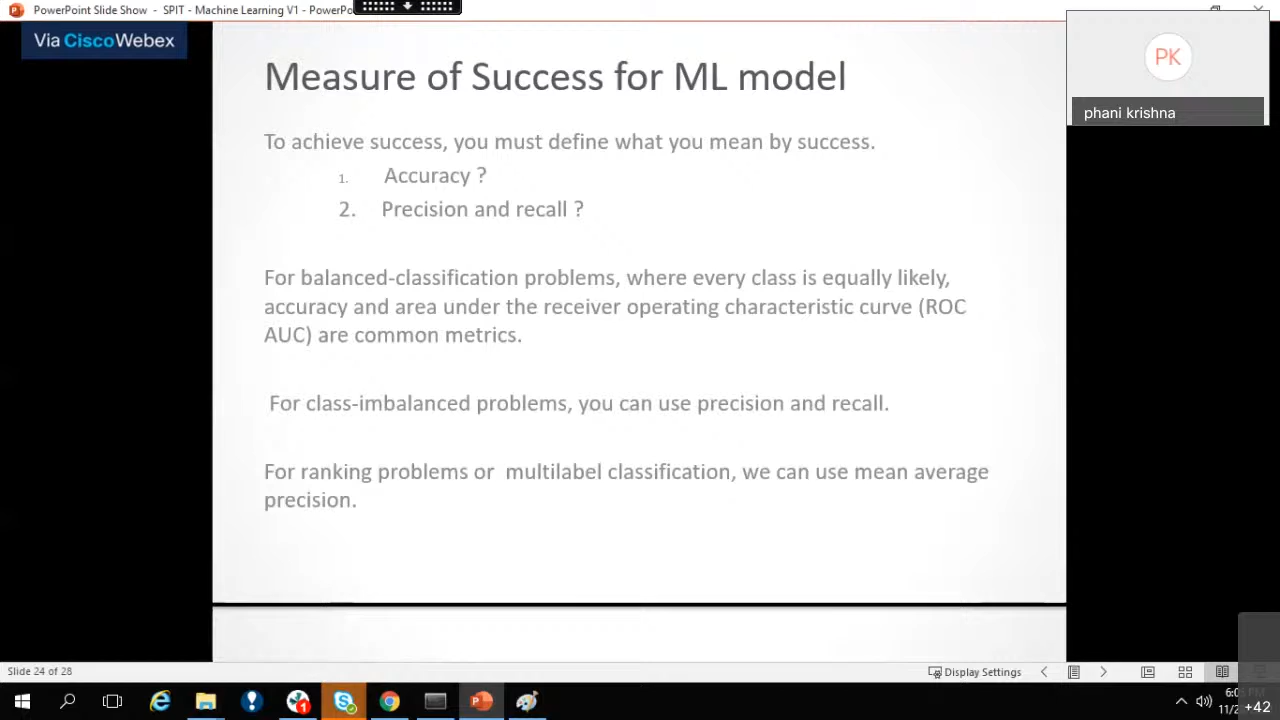 PowerPoint Slide Show - SPIT - Machine Learning V1 - PowerPo
Via CiscoWebex
PK
phani krishna
Measure of Success for ML model
To achieve success, you must define what you mean by success.
1. Accuracy ?
2. Precision and recall ?
For balanced-classification problems, where every class is equally likely,
accuracy and area under the receiver operating characteristic curve (ROC
AUC) are common metrics.
For class-imbalanced problems, you can use precision and recall.
For ranking problems or multilabel classification, we can use mean average
precision.
Slide 24 of 28
Display Settings
+42